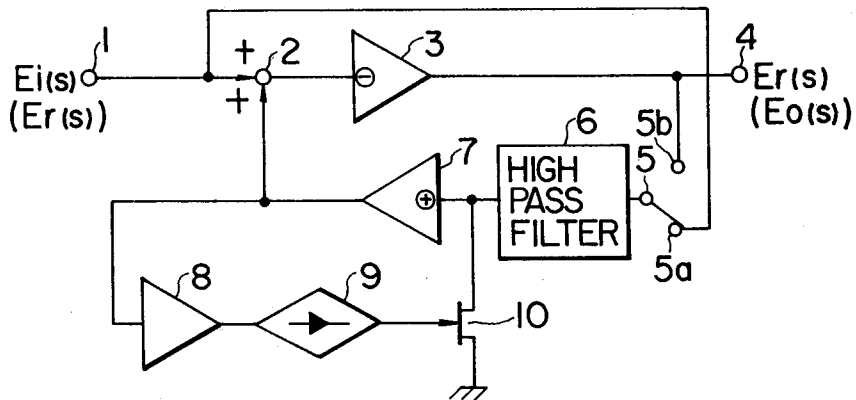 1
Ei(s)
(Er(s))
+
+
2
3
4
Er(s)
(Eo(s))
5b
5
5a
6
HIGH
PASS
FILTER
7
8
9
10